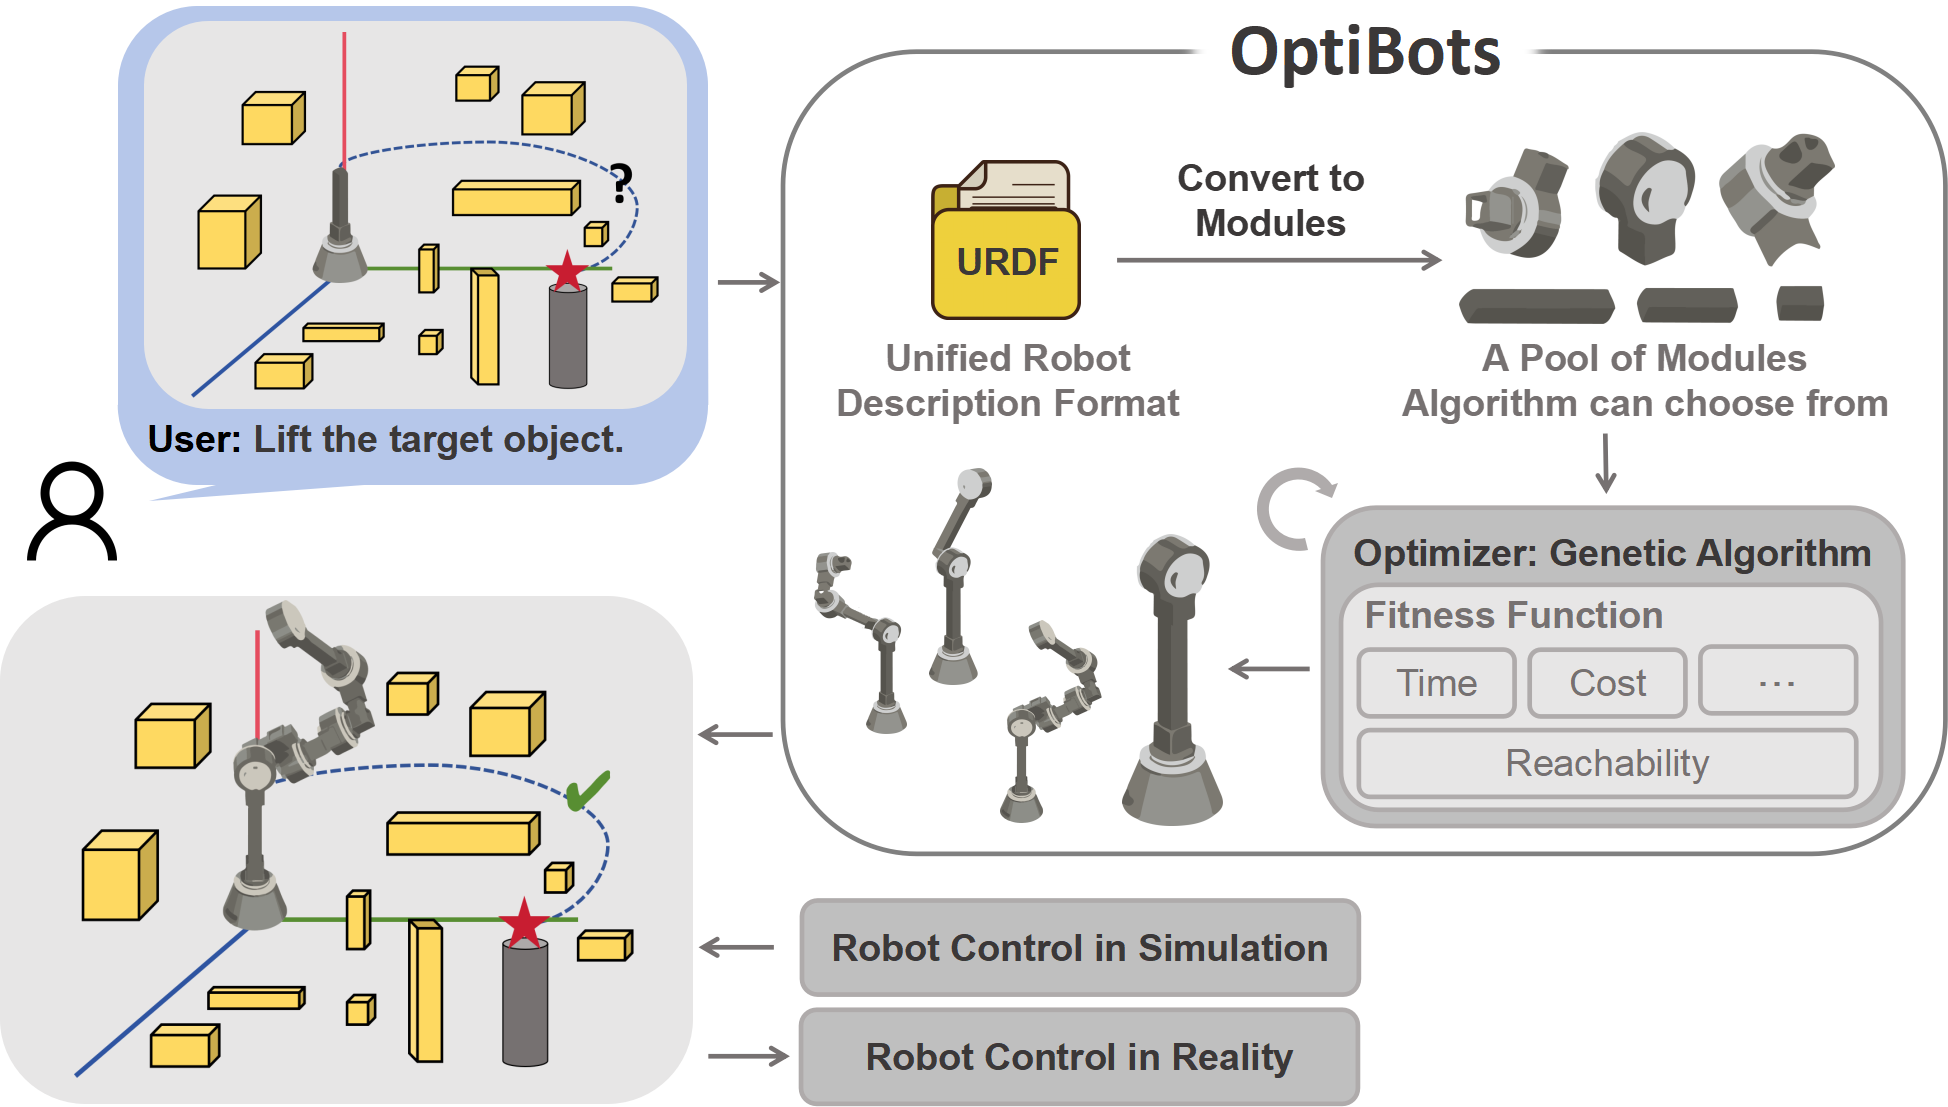 ?
User: Lift the target object.
OptiBots
URDF
Convert to
Modules
Unified Robot
Description Format
A Pool of Modules
Algorithm can choose from
Optimizer: Genetic Algorithm
Fitness Function
Time
Cost
...
Reachability
Robot Control in Simulation
Robot Control in Reality